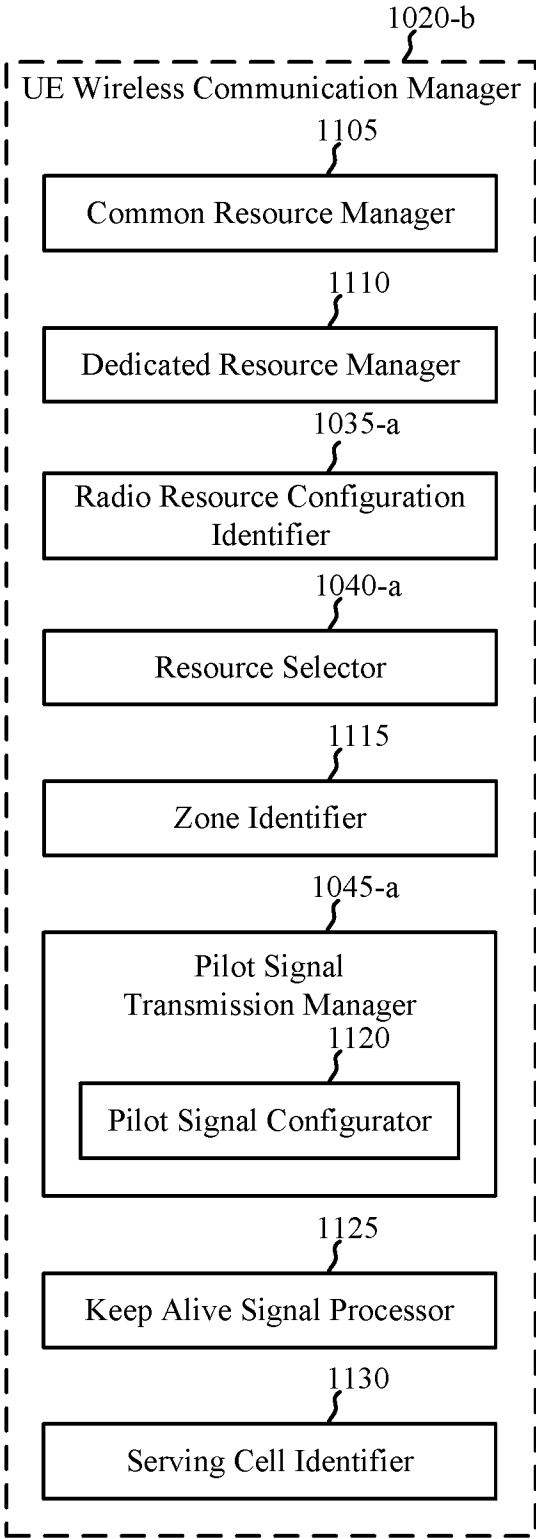 1020-b
UE Wireless Communication Manager
1105
Common Resource Manager
1110
Dedicated Resource Manager
1035-a
Radio Resource Configuration
Identifier
1040-a
Resource Selector
1115
Zone Identifier
1045-a
Pilot Signal
Transmission Manager
1120
Pilot Signal Configurator
1125
Keep Alive Signal Processor
1130
Serving Cell Identifier